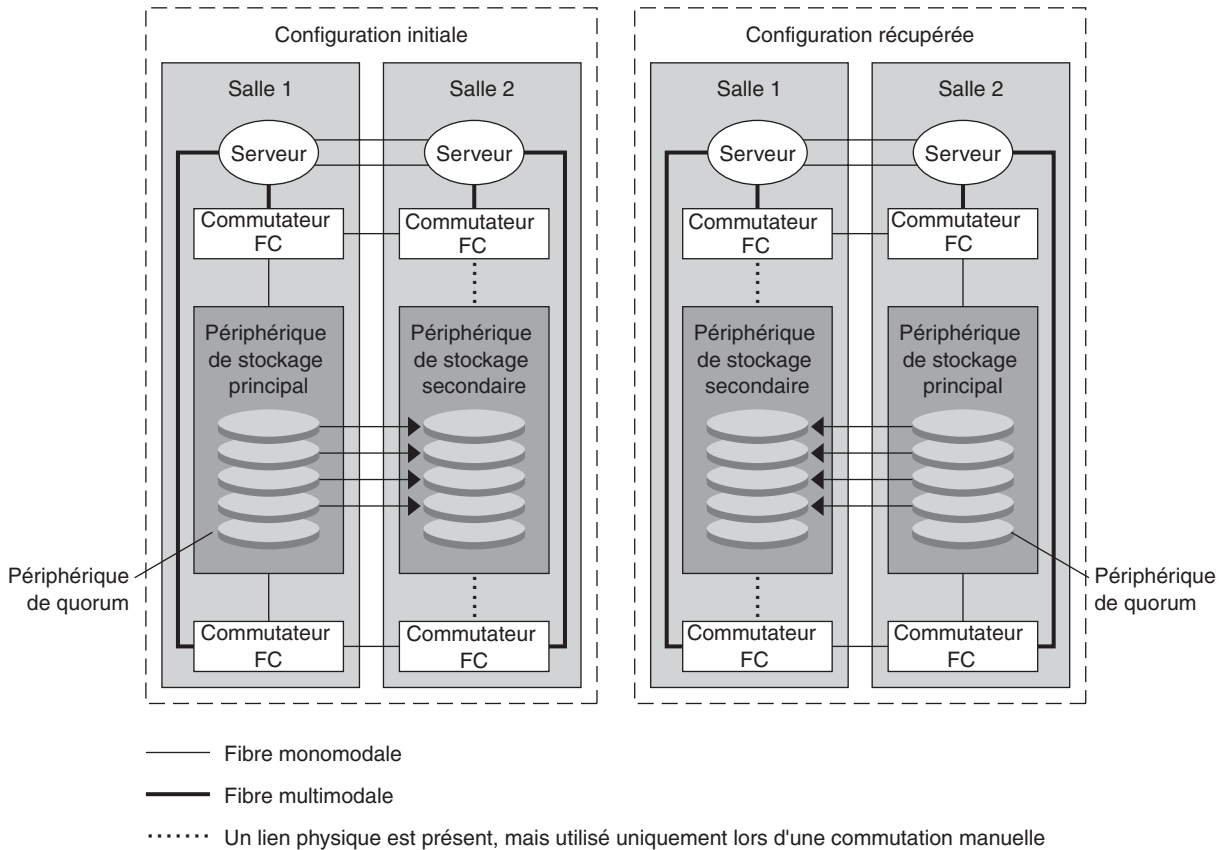 Configuration initiale
Configuration récupérée
Salle 1
Salle 2
Salle 1
Salle 2
Serveur
Serveur
Serveur
Serveur
Commutateur
FC
Commutateur
FC
Commutateur
FC
Commutateur
FC
Périphérique
de stockage
principal
Périphérique
de stockage
secondaire
Périphérique
de stockage
secondaire
Périphérique
de stockage
principal
Périphérique
de quorum
Périphérique
de quorum
Commutateur
FC
Commutateur
FC
Commutateur
FC
Commutateur
FC
Fibre monomodale
Fibre multimodale
Un lien physique est présent, mais utilisé uniquement lors d'une commutation manuelle